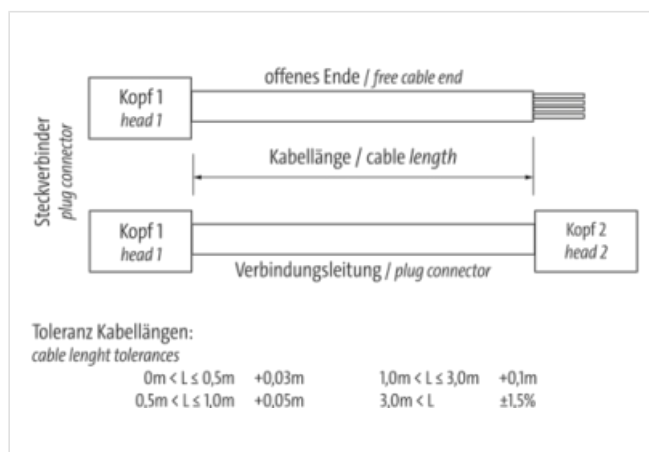 offenes Ende / free cable end
Kopf 1
head 1
Steckverbinder
plug connector
Kabellänge / cable length
Kopf 1
head 1
Kopf 2
head 2
Verbindungsleitung / plug connector
Toleranz Kabellängen:
cable lenght tolerances
0m < L ≤ 0,5m +0,03m 1,0m < L ≤ 3,0m +0,1m
0,5m < L ≤ 1,0m +0,05m 3,0m < L ±1,5%